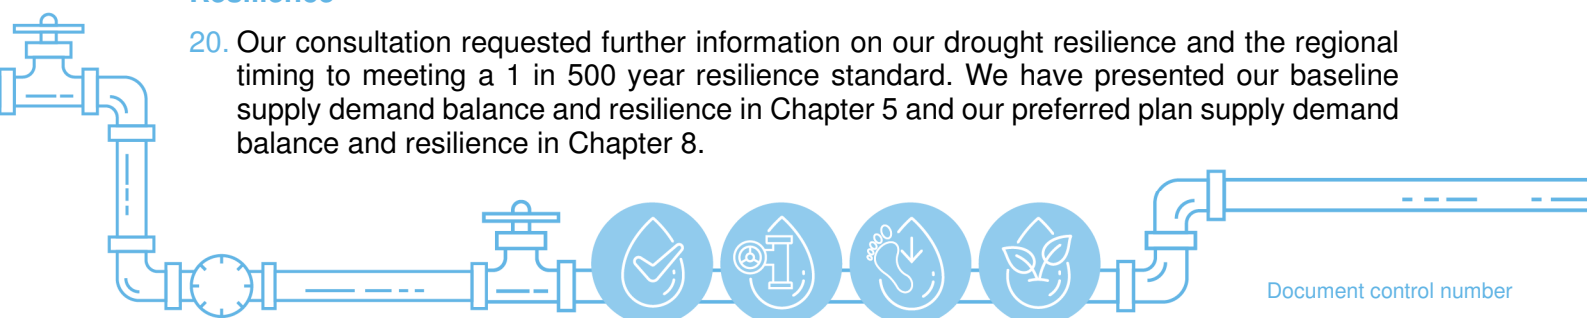 Resilience
20. Our consultation requested further information on our drought resilience and the regional
timing to meeting a 1 in 500 year resilience standard. We have presented our baseline
supply demand balance and resilience in Chapter 5 and our preferred plan supply demand
balance and resilience in Chapter 8.
Document control number